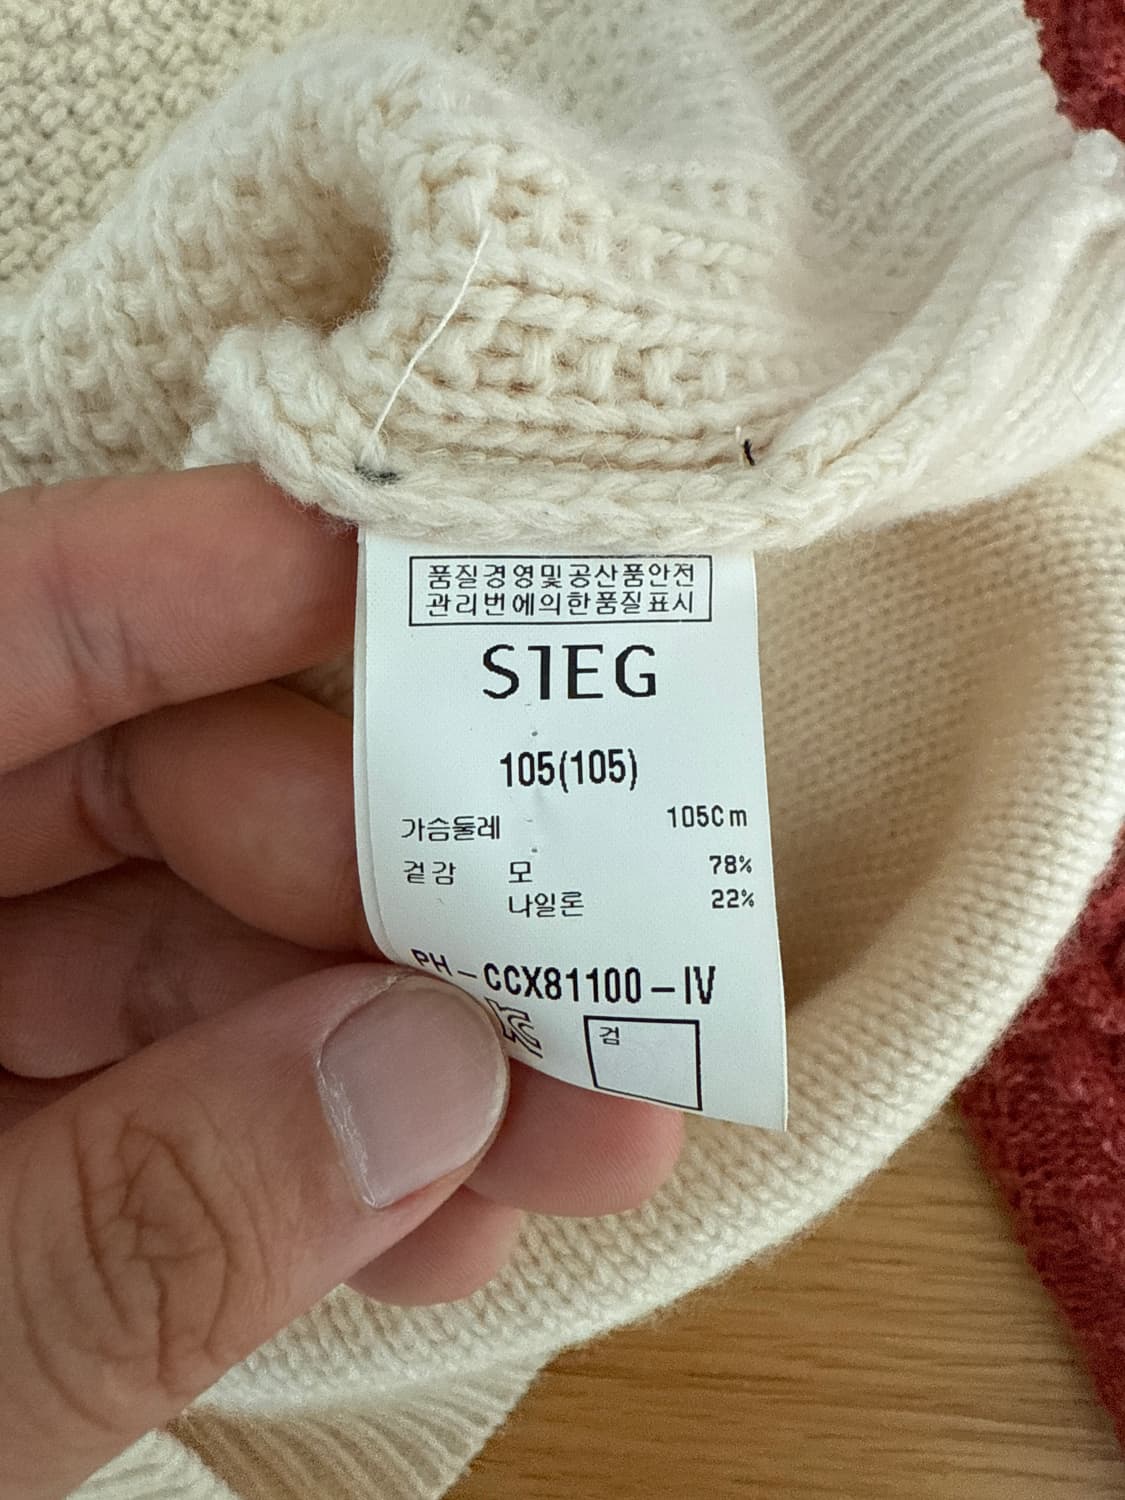 품질경영및공산품안전
관리번에의한품질표시
SIEG
105(105)
가슴둘레 105Cm
겉감 모 78%
나일론 22%
PH-CCX81100-IV
검